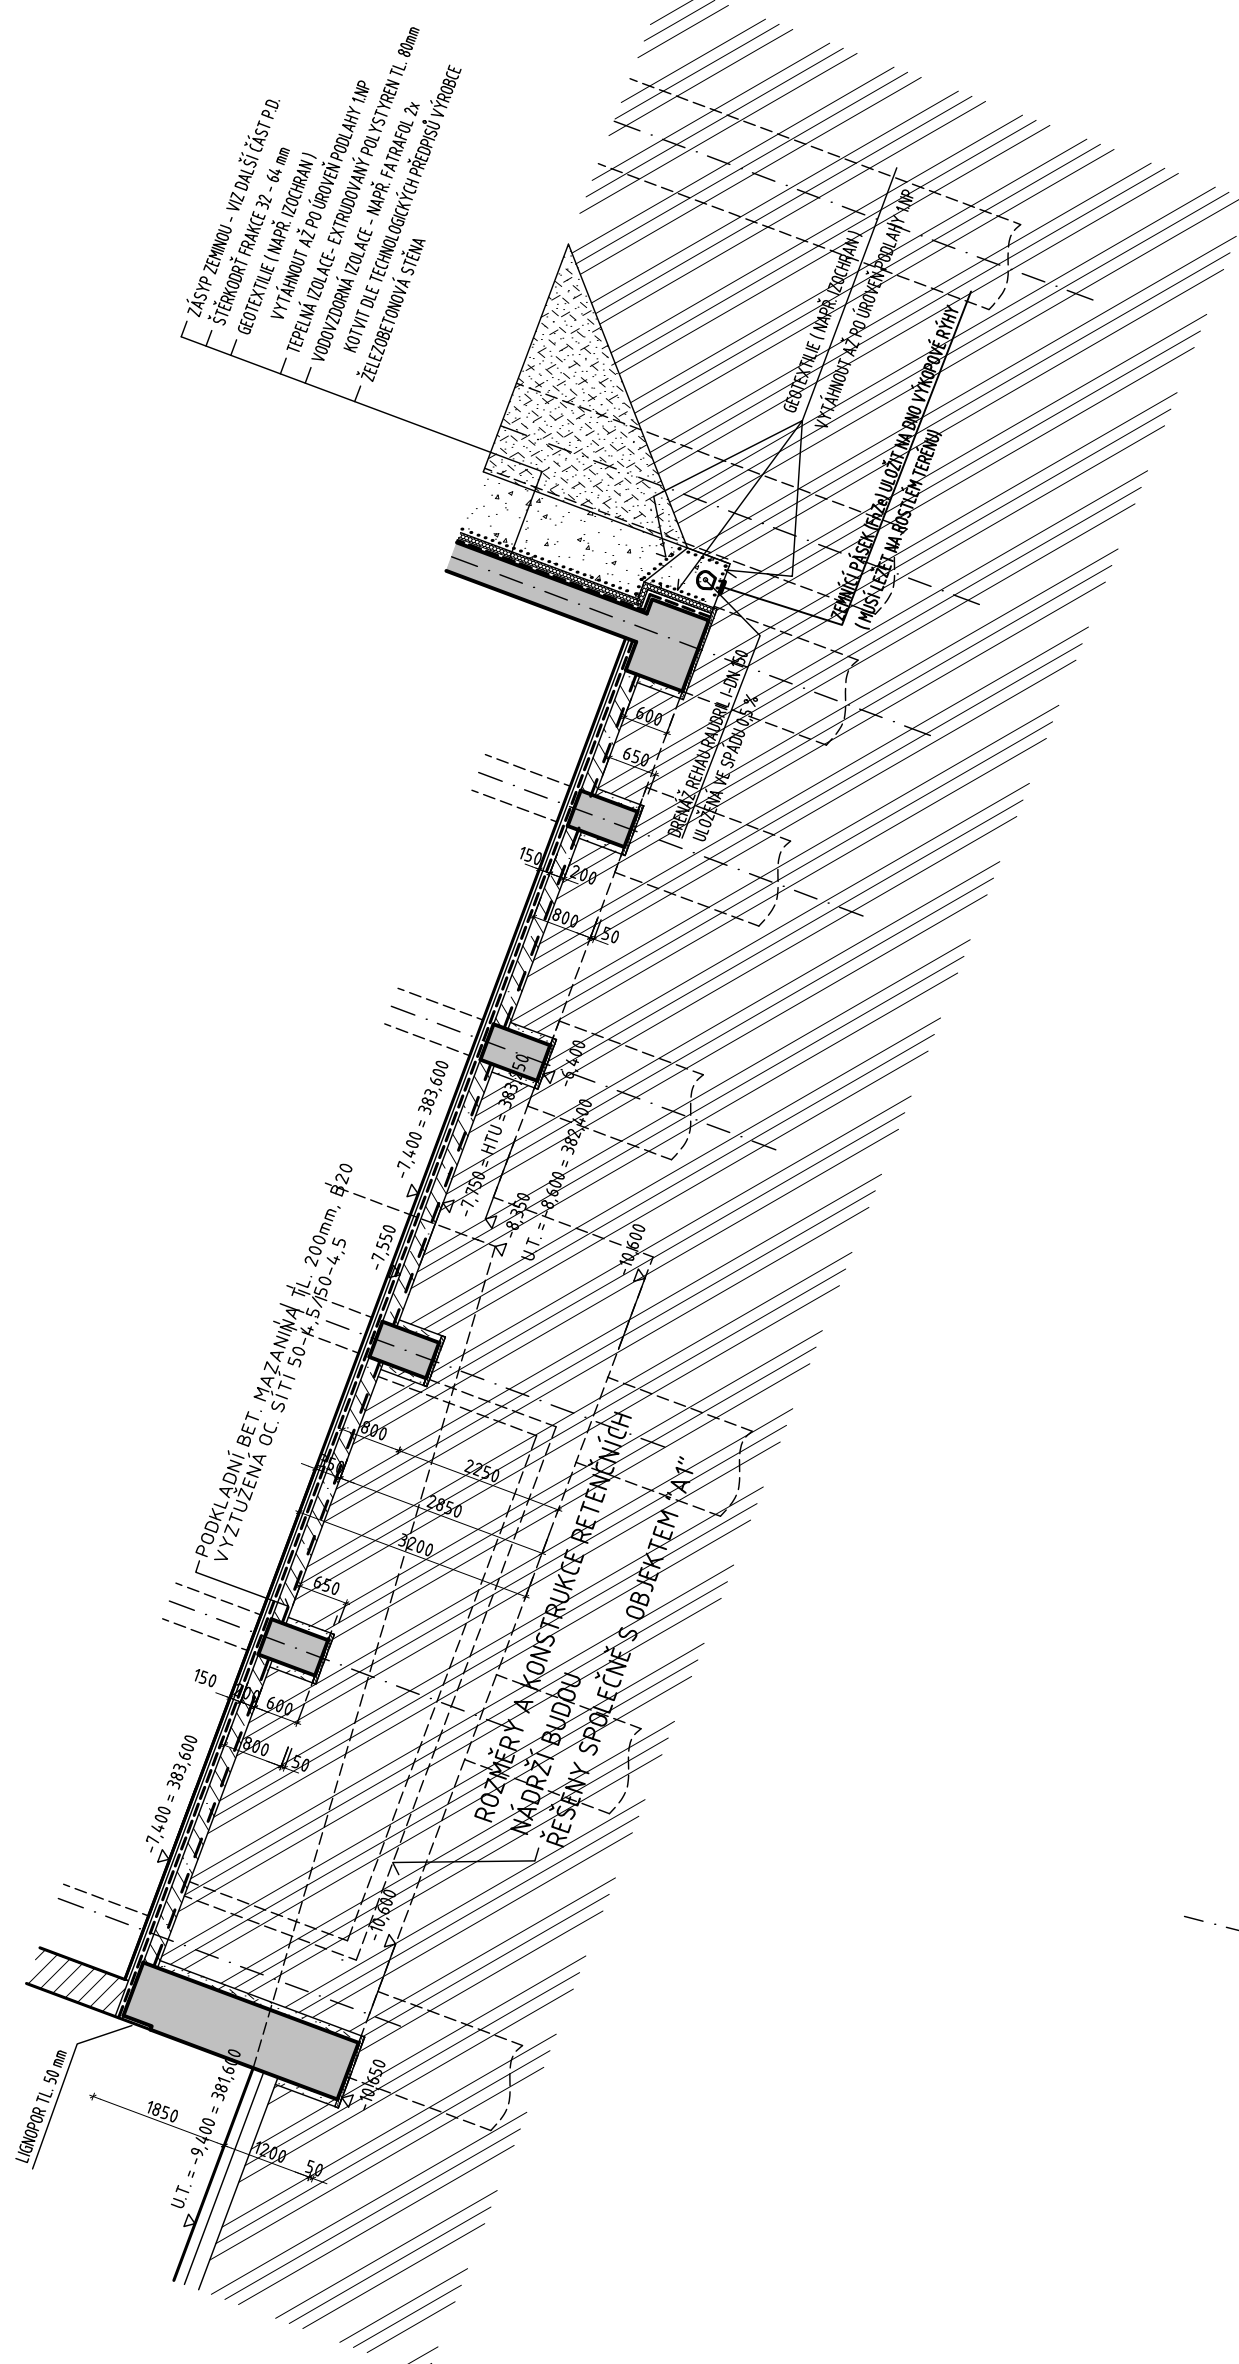 ZÁSYP ZEMINOU - VIZ DALŠÍ ČÁST P.D.
ŠTĚRKODRŤ FRAKCE 32 - 64 mm
GEOTEXTILIE ( NAPŘ. IZOCHRAN )
VYTÁHNOUT AŽ PO ÚROVEŇ PODLAHY 1.NP
TEPELNÁ IZOLACE- EXTRUDOVANÝ POLYSTYREN TL. 80mm
VODOVZDORNÁ IZOLACE - NAPŘ. FATRAFOL 2x
KOTVIT DLE TECHNOLOGICKÝCH PŘEDPISŮ VÝROBCE
ŽELEZOBETONOVÁ STĚNA
GEOTEXTILIE ( NAPŘ. IZOCHRAN)
VYTÁHNOUT AŽ PO ÚROVEŇ PODLAHY 1.NP
ZEMNÍCÍ PÁSEK (FeZe) ULOŽIT NA DNO VÝKOPOVÉ RÝHY
( MUSÍ LEŽET NA ROSTLÉM TERÉNU)
DRENÁŽ REHAU RAUDRIL I-DN 150
ULOŽENÁ VE SPÁDU 0,5 %
600
650
150
200
800
50
-7,400 = 383,600
-7,750 = HTU = 383,250
-6,400
-8,350
U.T. = -8,600 = 382,400
-7,550
-10,600
PODKLADNÍ BET. MAZANINA TL. 200mm, B20
VYZTUŽENÁ OC. SÍTÍ 50-4,5/150-4,5
800
2250
2850
3200
650
150
200
600
800
50
-7,400 = 383,600
ROZMĚRY A KONSTRUKCE RETENČNÍCH
NÁDRŽÍ BUDOU
ŘEŠENY SPOLEČNĚ S OBJEKTEM "A1"
-10,600
-10,650
LIGNOPOR TL. 50 mm
1850
1200
50
U.T. = -9,400 = 381,600